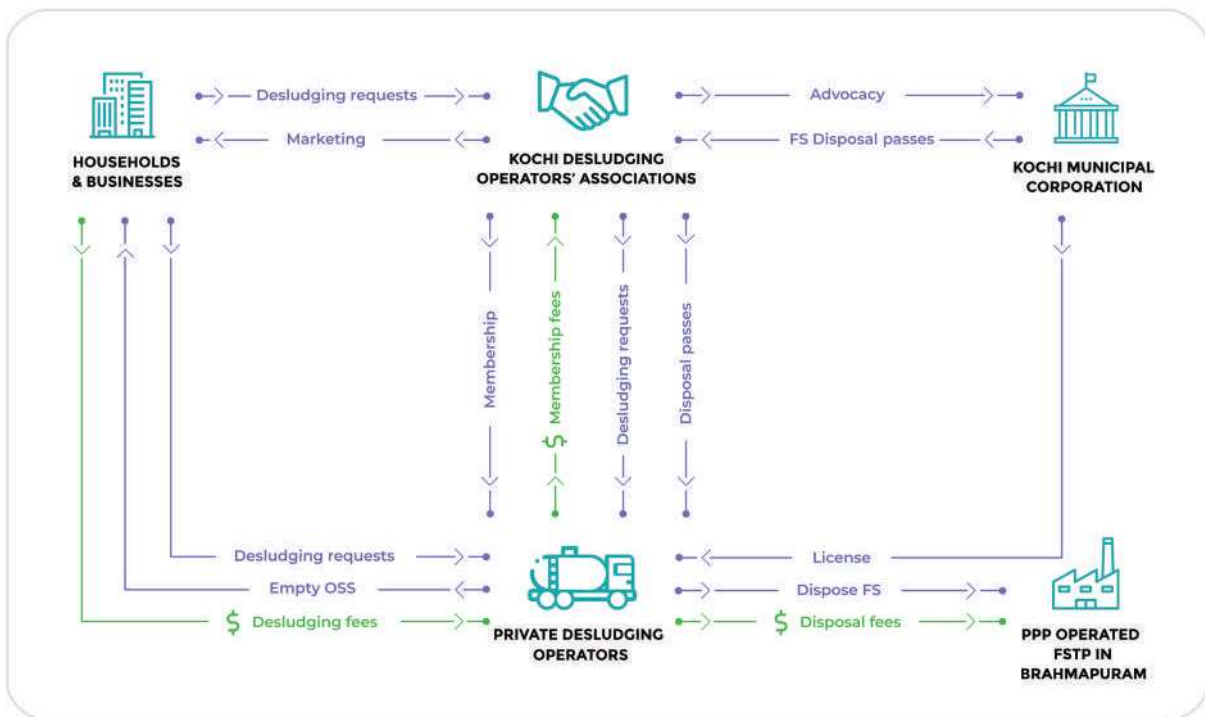 Desludging requests
Marketing
Advocacy
FS Disposal passes
HOUSEHOLDS
& BUSINESSES
KOCHI DESLUDGING
OPERATORS' ASSOCIATIONS
KOCHI MUNICIPAL
CORPORATION
Membership
$ Membership fees
Desludging requests
Disposal passes
Desludging requests
Empty OSS
$ Desludging fees
License
Dispose FS
$ Disposal fees
PRIVATE DESLUDGING
OPERATORS
PPP OPERATED
FSTP IN
BRAHMAPURAM